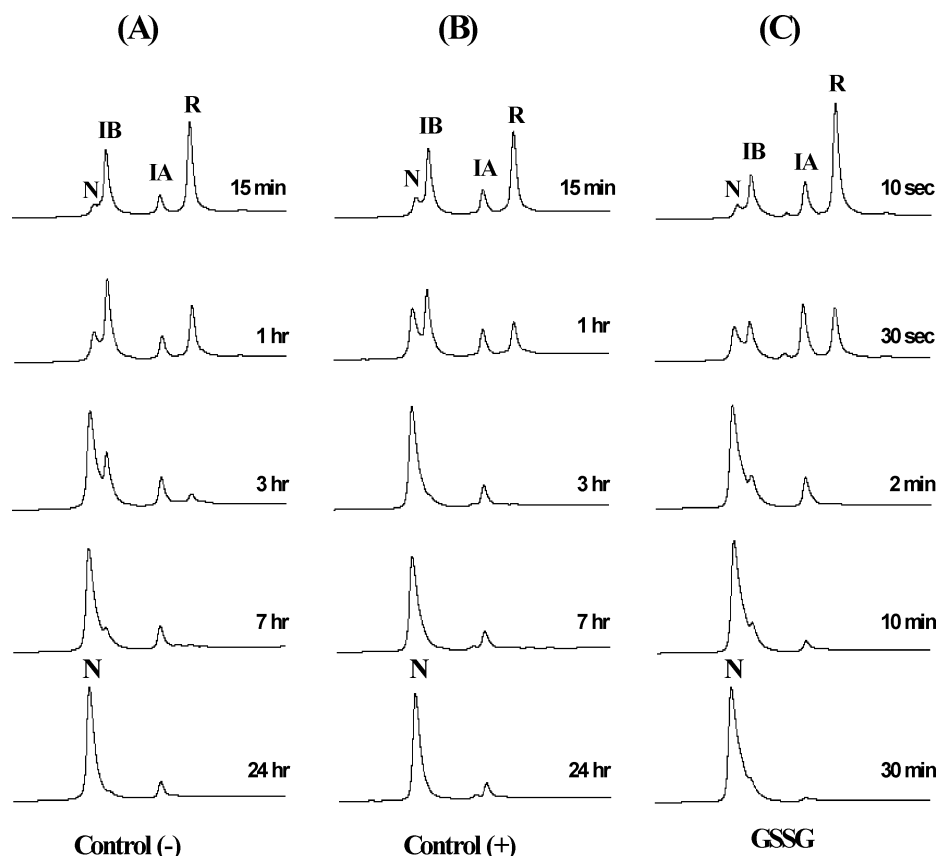 (A) (B) (C)
N IB IA R 15 min
N IB IA R 15 min
N IB IA R 10 sec
1 hr 1 hr 30 sec
3 hr 3 hr 2 min
7 hr 7 hr 10 min
N N N
24 hr 24 hr 30 min
Control (-) Control (+) GSSG